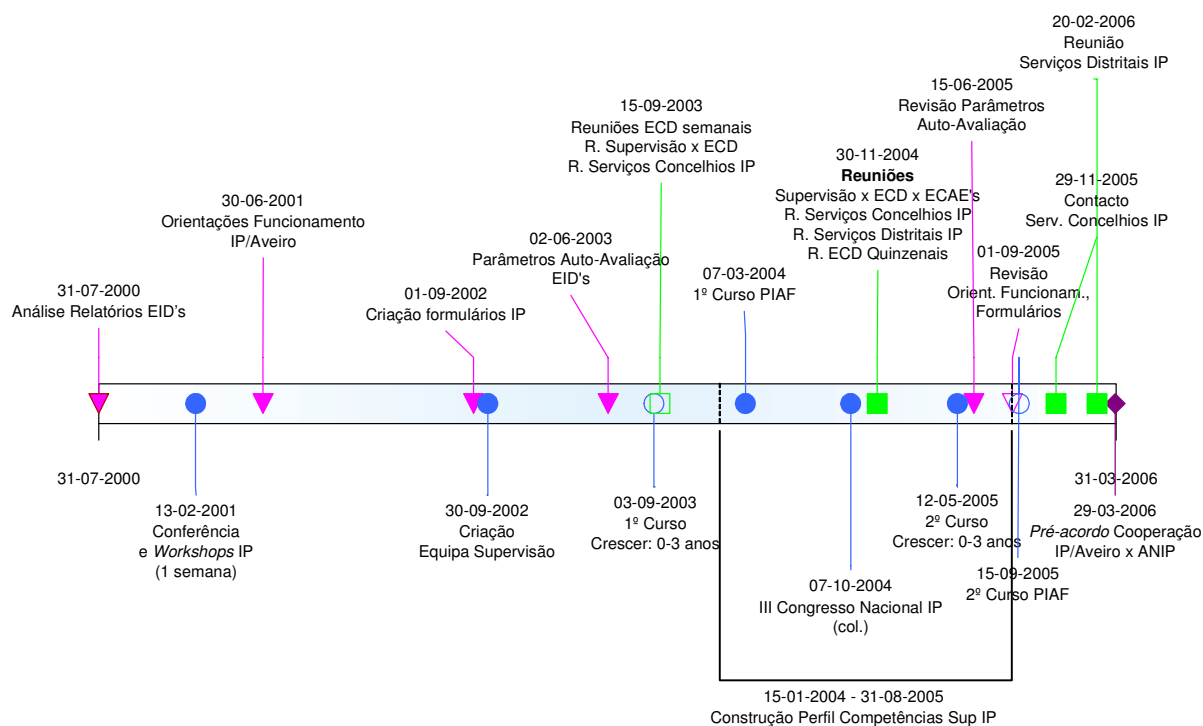 20-02-2006
Reunião
Serviços Distritais IP
15-06-2005
Revisão Parâmetros
Auto-Avaliação
15-09-2003
Reuniões ECD semanais
R. Supervisão x ECD
R. Serviços Concelhios IP
30-11-2004
Reuniões
Supervisão x ECD x ECAE's
R. Serviços Concelhios IP
R. Serviços Distritais IP
R. ECD Quinzenais
29-11-2005
Contacto
Serv. Concelhios IP
30-06-2001
Orientações Funcionamento
IP/Aveiro
02-06-2003
Parâmetros Auto-Avaliação
EID's
01-09-2005
Revisão
Orient. Funcionam.,
Formulários
07-03-2004
1º Curso PIAF
31-07-2000
Análise Relatórios EID's
01-09-2002
Criação formulários IP
31-07-2000
31-03-2006
13-02-2001
Conferência
e Workshops IP
(1 semana)
30-09-2002
Criação
Equipa Supervisão
03-09-2003
1º Curso
Crescer: 0-3 anos
12-05-2005
2º Curso
Crescer: 0-3 anos
29-03-2006
Pré-acordo Cooperação
IP/Aveiro x ANIP
07-10-2004
III Congresso Nacional IP
(col.)
15-09-2005
2º Curso PIAF
15-01-2004 - 31-08-2005
Construção Perfil Competências Sup IP